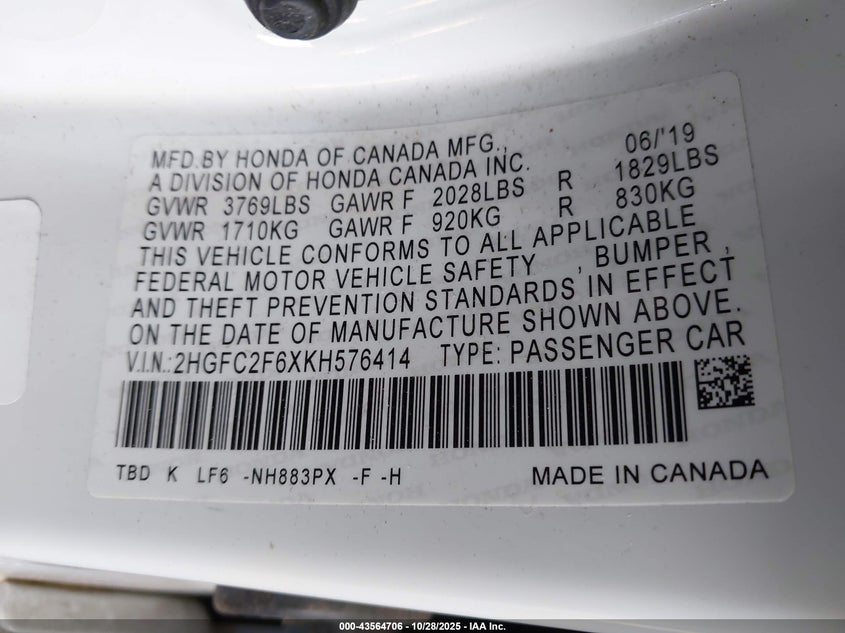 MFD. BY HONDA OF CANADA MFG., 06/'19
A DIVISION OF HONDA CANADA INC.
GVWR 3769LBS GAWR F 2028LBS R 1829LBS
GVWR 1710KG GAWR F 920KG R 830KG
THIS VEHICLE CONFORMS TO ALL APPLICABLE
FEDERAL MOTOR VEHICLE SAFETY , BUMPER ,
AND THEFT PREVENTION STANDARDS IN EFFECT
ON THE DATE OF MANUFACTURE SHOWN ABOVE.
V.I.N.:2HGFC2F6XKH576414 TYPE: PASSENGER CAR
TBD K LF6 -NH883PX -F -H MADE IN CANADA
000-43564706 - 10/28/2025 - IAA Inc.